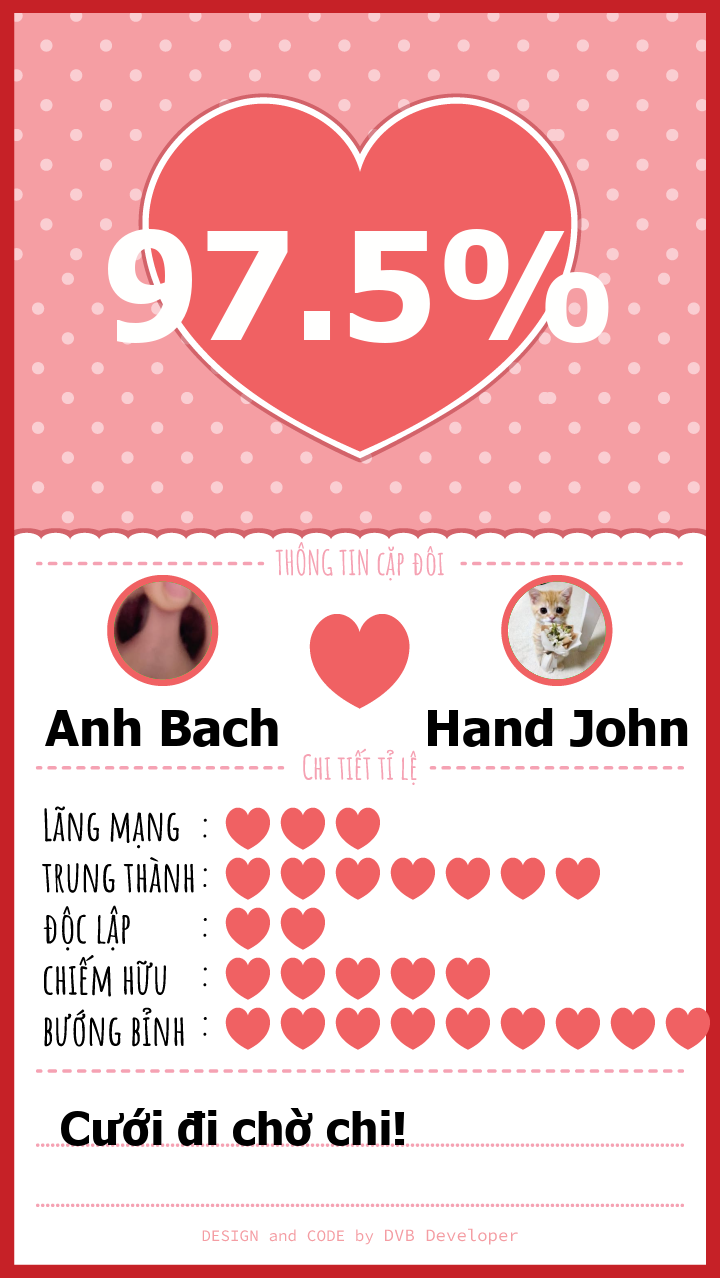 97.5%
THÔNG TIN CẶP ĐÔI
Anh Bach
Hand John
CHI TIẾT TỈ LỆ
LÃNG MẠNG :
TRUNG THÀNH :
ĐỘC LẬP :
CHIẾM HỮU :
BƯỚNG BỈNH :
Cưới đi chờ chi!
DESIGN and CODE by DVB Developer